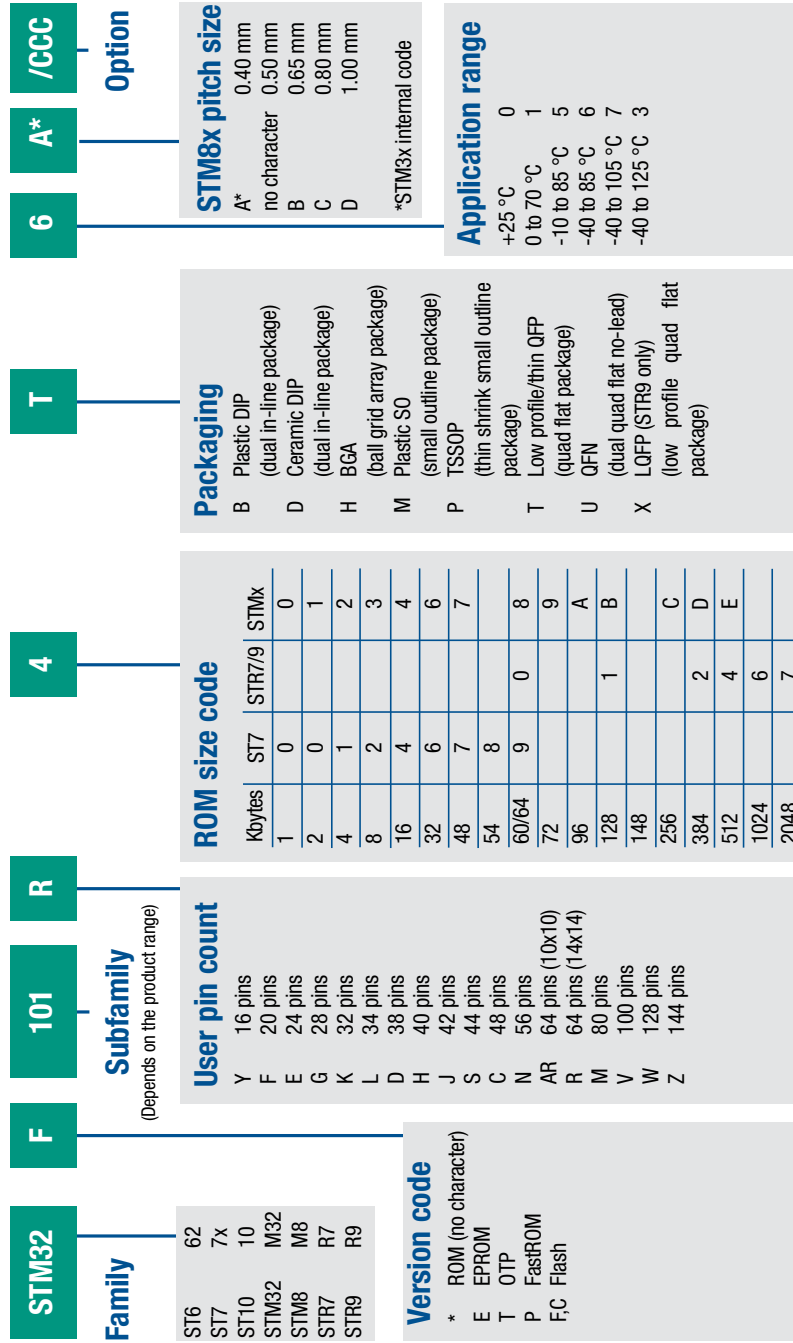 STM32 F 101 R 4 T 6 A* /CCC
Family
ST6 62
ST7 7x
ST10 10
STM32 M32
STM8 M8
STR7 R7
STR9 R9
Version code
* ROM (no character)
E EPROM
T OTP
P FastROM
F,C Flash
Subfamily
(Depends on the product range)
User pin count
Y 16 pins
F 20 pins
E 24 pins
G 28 pins
K 32 pins
L 34 pins
D 38 pins
H 40 pins
J 42 pins
S 44 pins
C 48 pins
N 56 pins
AR 64 pins (10x10)
R 64 pins (14x14)
M 80 pins
V 100 pins
W 128 pins
Z 144 pins
ROM size code
Kbytes ST7 STR7/9 STMx
1 0 0
2 0 1
4 1 2
8 2 3
16 4 4
32 6 6
48 7 7
54 8
60/64 9 0 8
72 9
96 A
128 1 B
148
256 C
384 2 D
512 4 E
1024 6
2048 7
Packaging
B Plastic DIP
(dual in-line package)
D Ceramic DIP
(dual in-line package)
H BGA
(ball grid array package)
M Plastic SO
(small outline package)
P TSSOP
(thin shrink small outline
package)
T Low profile/thin QFP
(quad flat package)
U QFN
(dual quad flat no-lead)
X LQFP (STR9 only)
(low profile quad flat
package)
Option
STM8x pitch size
A* 0.40 mm
no character 0.50 mm
B 0.65 mm
C 0.80 mm
D 1.00 mm
*STM3x internal code
Application range
+25 °C 0
0 to 70 °C 1
-10 to 85 °C 5
-40 to 85 °C 6
-40 to 105 °C 7
-40 to 125 °C 3